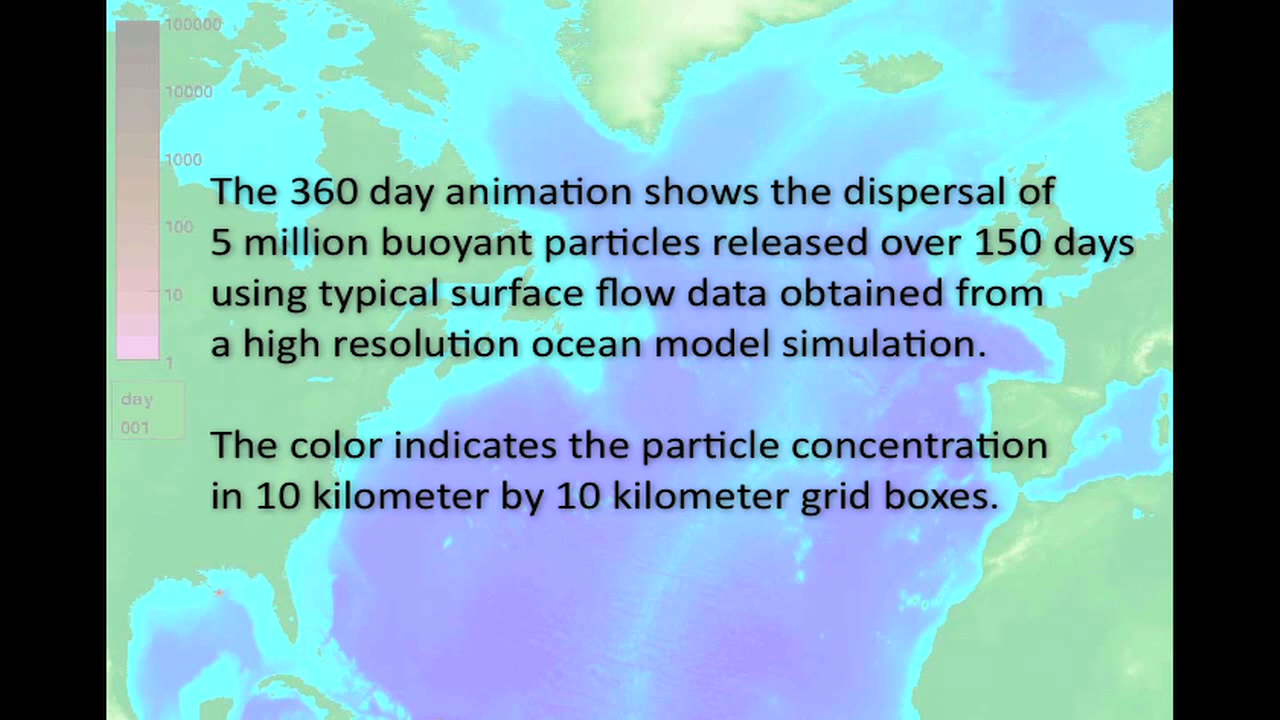 100000
10000
1000
100
10
1
day
001
The 360 day animation shows the dispersal of
5 million buoyant particles released over 150 days
using typical surface flow data obtained from
a high resolution ocean model simulation.
The color indicates the particle concentration
in 10 kilometer by 10 kilometer grid boxes.